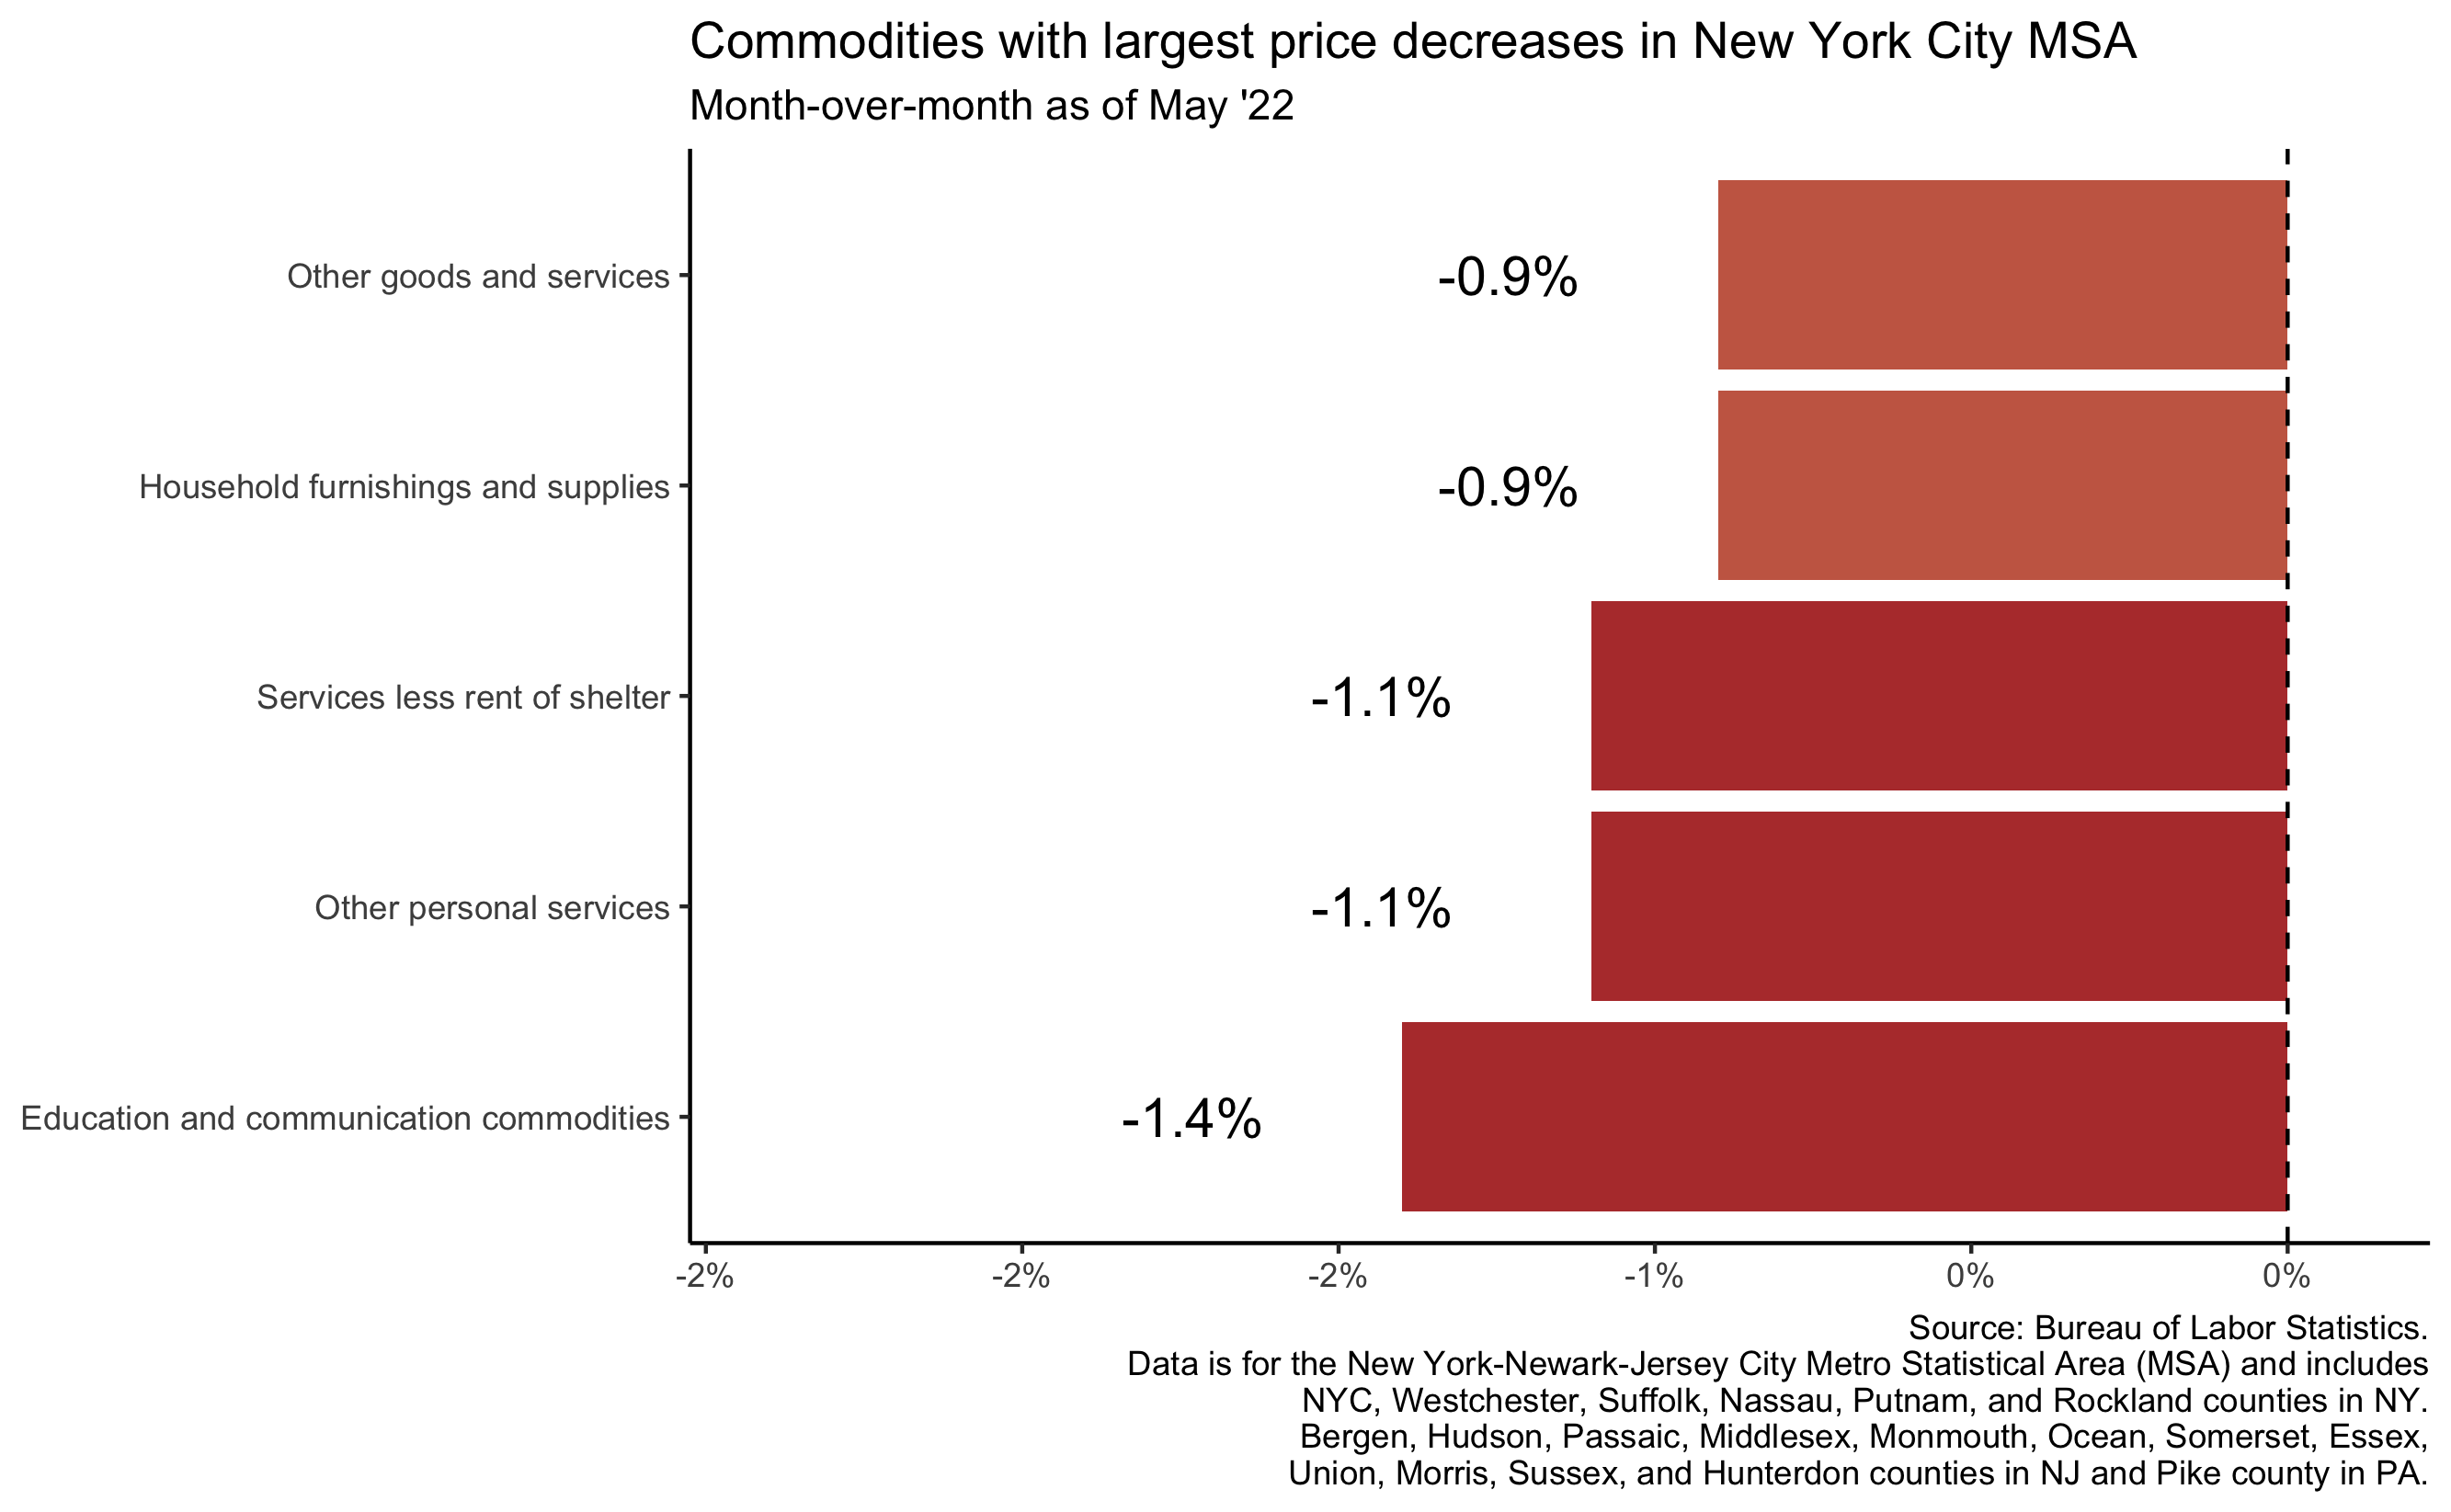 Commodities with largest price decreases in New York City MSA
Month-over-month as of May '22
Other goods and services
-0.9%
Household furnishings and supplies
-0.9%
Services less rent of shelter
-1.1%
Other personal services
-1.1%
Education and communication commodities
-1.4%
-2% -2% -2% -1% 0% 0%
Source: Bureau of Labor Statistics.
Data is for the New York-Newark-Jersey City Metro Statistical Area (MSA) and includes
NYC, Westchester, Suffolk, Nassau, Putnam, and Rockland counties in NY.
Bergen, Hudson, Passaic, Middlesex, Monmouth, Ocean, Somerset, Essex,
Union, Morris, Sussex, and Hunterdon counties in NJ and Pike county in PA.